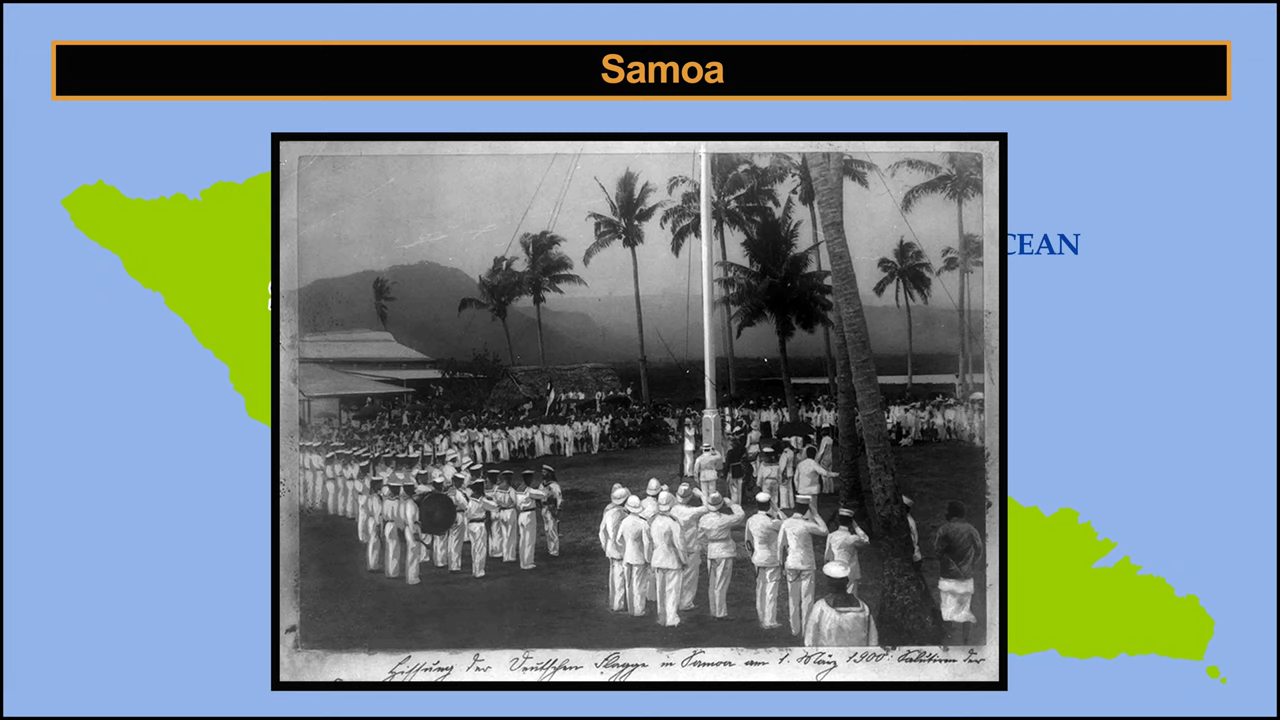 Samoa
CEAN
Hissung der Deutschen Flagge in Samoa am 1. März 1900. Salutiren der